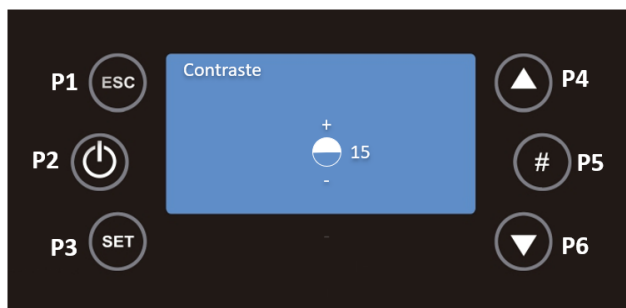 Contraste
P1 ESC
P4
+
15
P2
# P5
-
P3 SET
P6